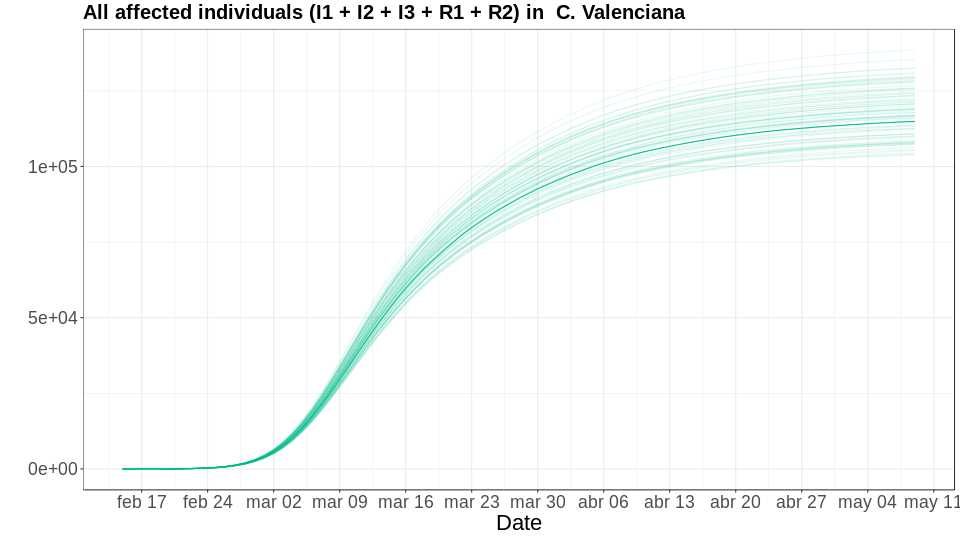 All affected individuals (I1 + I2 + I3 + R1 + R2) in  C. Valenciana
1e+05
5e+04
0e+00
feb 17 feb 24 mar 02 mar 09 mar 16 mar 23 mar 30 abr 06 abr 13 abr 20 abr 27 may 04 may 11
Date